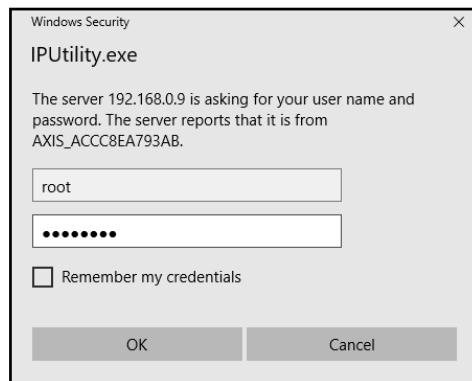 Windows Security
IPUtility.exe
The server 192.168.0.9 is asking for your user name and
password. The server reports that it is from
AXIS_ACCC8EA793AB.
root
●●●●●●●●
Remember my credentials
OK Cancel